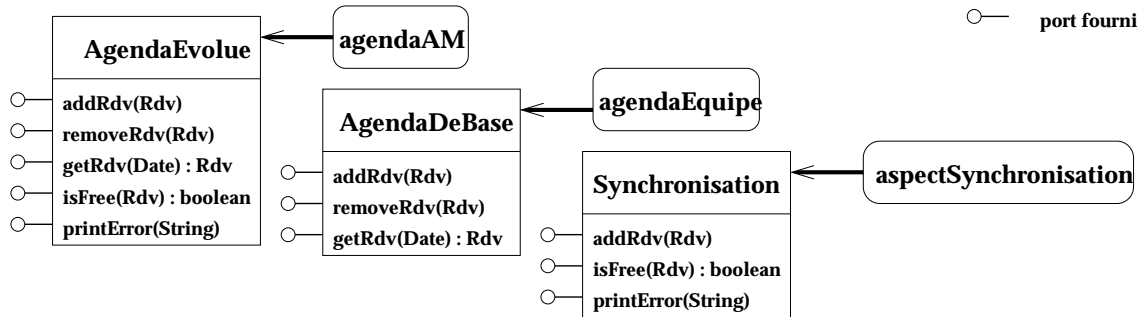 port fourni
AgendaEvolue
agendaAM
addRdv(Rdv)
removeRdv(Rdv)
getRdv(Date) : Rdv
isFree(Rdv) : boolean
printError(String)
AgendaDeBase
agendaEquipe
addRdv(Rdv)
removeRdv(Rdv)
getRdv(Date) : Rdv
Synchronisation
aspectSynchronisation
addRdv(Rdv)
isFree(Rdv) : boolean
printError(String)